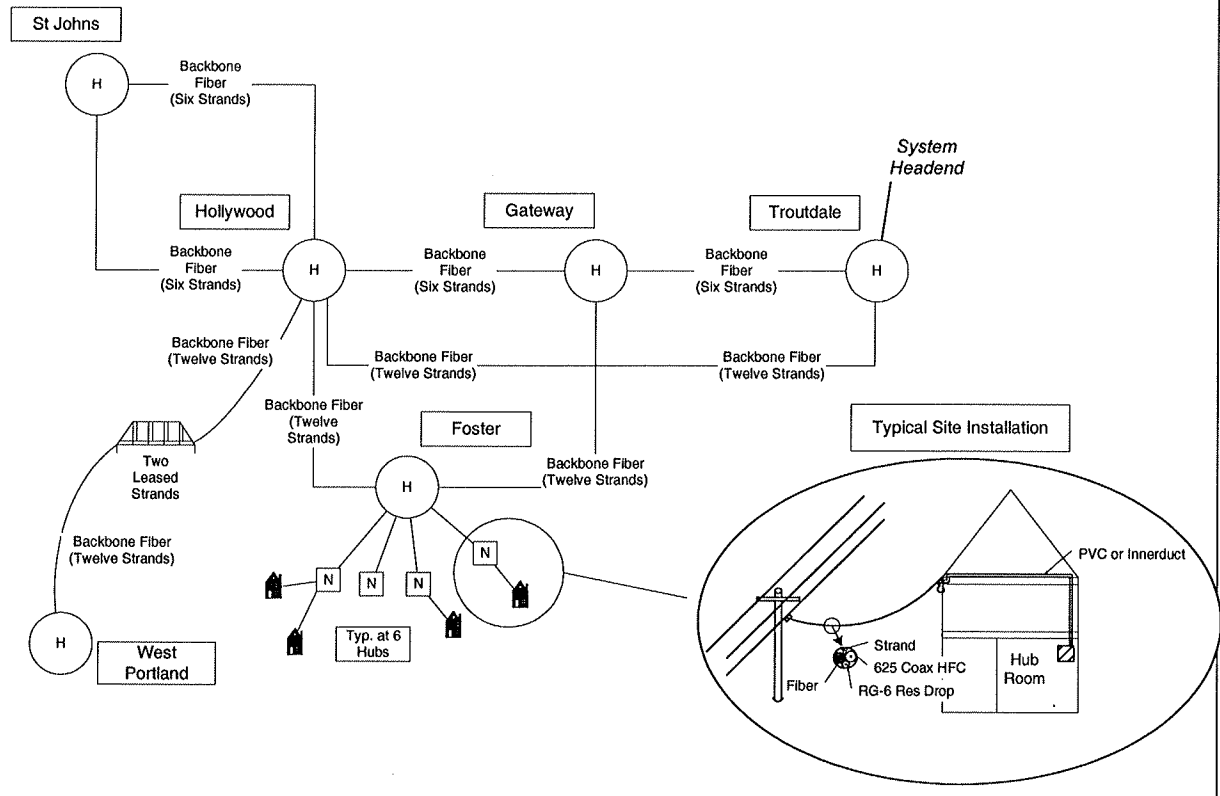 St Johns
H
Backbone
Fiber
(Six Strands)
System
Headend
Hollywood
Gateway
Troutdale
Backbone
Fiber
(Six Strands)
H
Backbone
Fiber
(Six Strands)
H
Backbone
Fiber
(Six Strands)
H
Backbone Fiber
(Twelve Strands)
Backbone Fiber
(Twelve Strands)
Backbone Fiber
(Twelve Strands)
Backbone Fiber
(Twelve
Strands)
Foster
Typical Site Installation
Two
Leased
Strands
Backbone Fiber
(Twelve Strands)
H
Backbone Fiber
(Twelve Strands)
N
N
N
N
Typ. at 6
Hubs
H
West
Portland
PVC or Innerduct
Strand
625 Coax HFC
Fiber
RG-6 Res Drop
Hub
Room